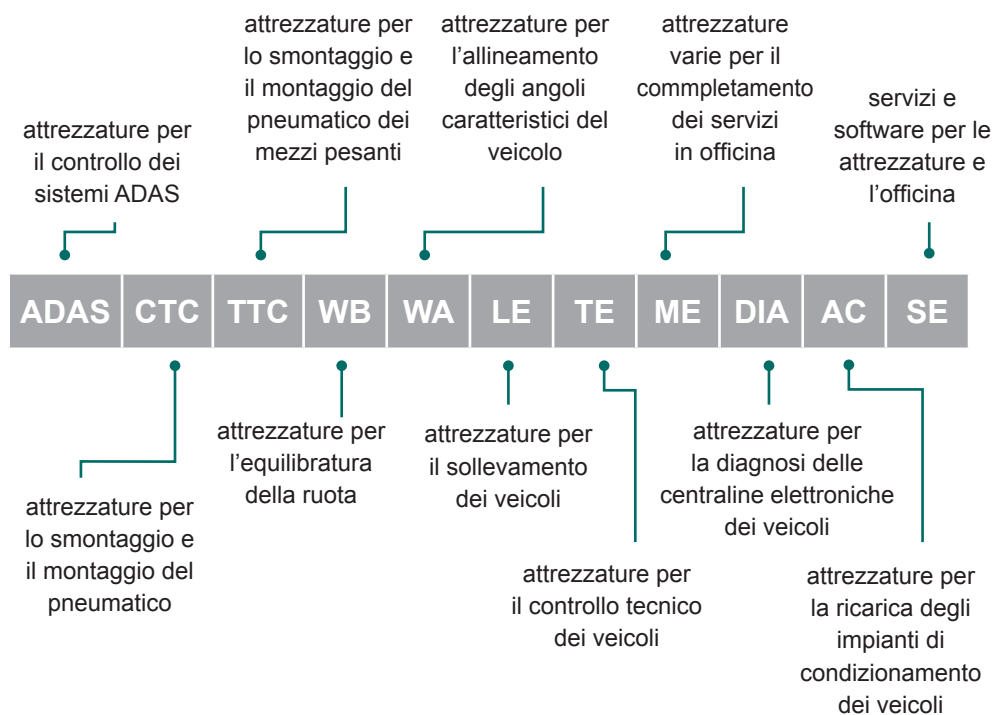 attrezzature per
il controllo dei
sistemi ADAS
attrezzature per
lo smontaggio e
il montaggio del
pneumatico dei
mezzi pesanti
attrezzature per
l’allineamento
degli angoli
caratteristici del
veicolo
attrezzature
varie per il
commpletamento
dei servizi
in officina
servizi e
software per le
attrezzature e
l’officina
ADAS CTC TTC WB WA LE TE ME DIA AC SE
attrezzature per
lo smontaggio e
il montaggio del
pneumatico
attrezzature per
l’equilibratura
della ruota
attrezzature per
il sollevamento
dei veicoli
attrezzature per
il controllo tecnico
dei veicoli
attrezzature per
la diagnosi delle
centraline elettroniche
dei veicoli
attrezzature per
la ricarica degli
impianti di
condizionamento
dei veicoli